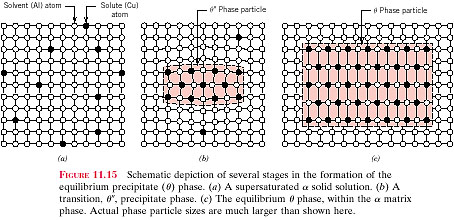 Solvent (Al) atom
Solute (Cu)
atom
θ″ Phase particle
θ Phase particle
(a)
(b)
(c)
FIGURE 11.15 Schematic depiction of several stages in the formation of the
equilibrium precipitate (θ) phase. (a) A supersaturated α solid solution. (b) A
transition, θ″, precipitate phase. (c) The equilibrium θ phase, within the α matrix
phase. Actual phase particle sizes are much larger than shown here.